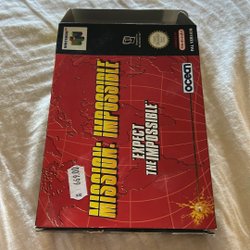 MISSION: IMPOSSIBLE
"EXPECT
THE IMPOSSIBLE"
ocean
Nintendo
PAL VERSION